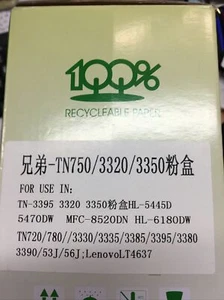 100%
RECYCLEABLE PAPER
兄弟-TN750/3320/3350粉盒
FOR USE IN:
TN-3395 3320 3350粉盒HL-5445D
5470DW MFC-8520DN HL-6180DW
TN720/780//3330/3335/3385/3395/3380
3390/53J/56J;LenovoLT4637